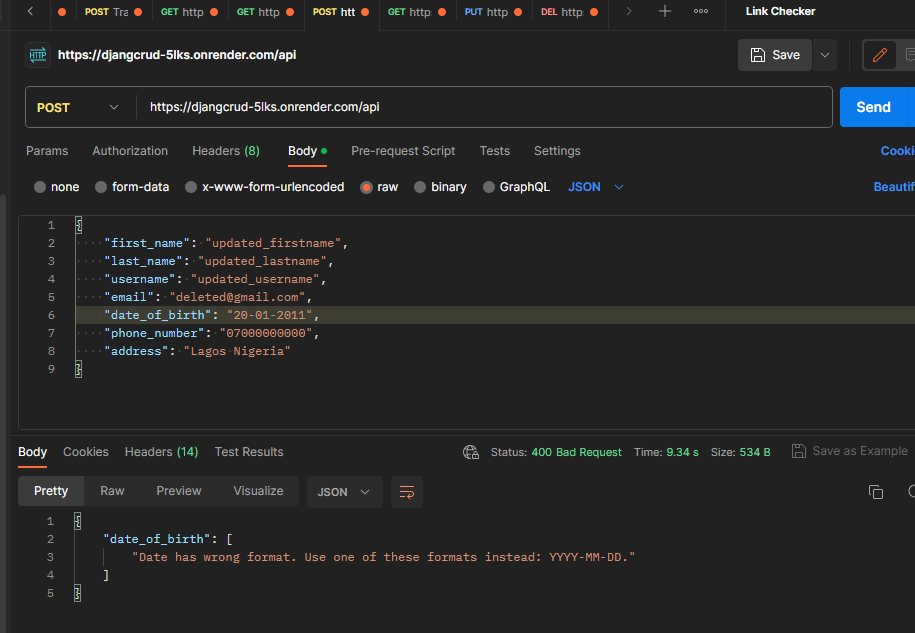 POST Tra GET http GET http POST htt GET http: PUT http DEL http: Link Checker
HTTP https://djangcrud-5lks.onrender.com/api Save
POST https://djangcrud-5lks.onrender.com/api Send
Params Authorization Headers (8) Body Pre-request Script Tests Settings Cooki
none form-data x-www-form-urlencoded raw binary GraphQL JSON Beautif
1 {
2 "first_name": "updated_firstname",
3 "last_name": "updated_lastname",
4 "username": "updated_username",
5 "email": "deleted@gmail.com",
6 "date_of_birth": "20-01-2011",
7 "phone_number": "07000000000",
8 "address": "Lagos Nigeria"
9 }
Body Cookies Headers (14) Test Results Status: 400 Bad Request Time: 9.34 s Size: 534 B Save as Example
Pretty Raw Preview Visualize JSON
1 {
2 "date_of_birth": [
3 "Date has wrong format. Use one of these formats instead: YYYY-MM-DD."
4 ]
5 }